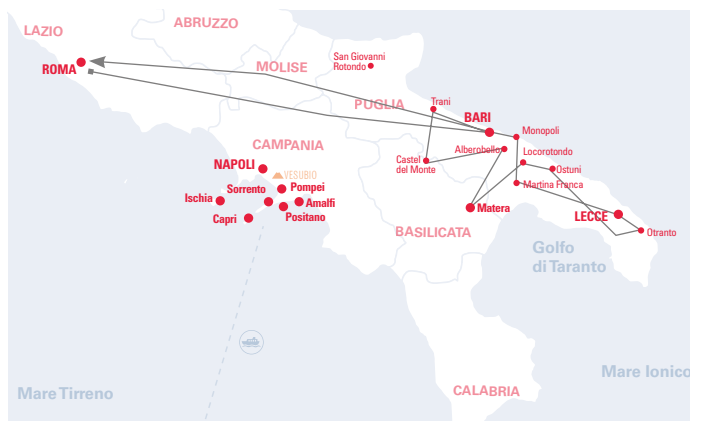 LAZIO
ABRUZZO
ROMA
MOLISE
San Giovanni
Rotondo
PUGLIA
Trani
BARI
Monopoli
CAMPANIA
Alberobello
Locorotondo
NAPOLI
Castel
del Monte
Ostuni
VESUBIO
Martina Franca
Sorrento
Pompei
Ischia
Amalfi
Matera
LECCE
Capri
Positano
BASILICATA
Otranto
Golfo
di Taranto
Mare Ionico
Mare Tirreno
CALABRIA